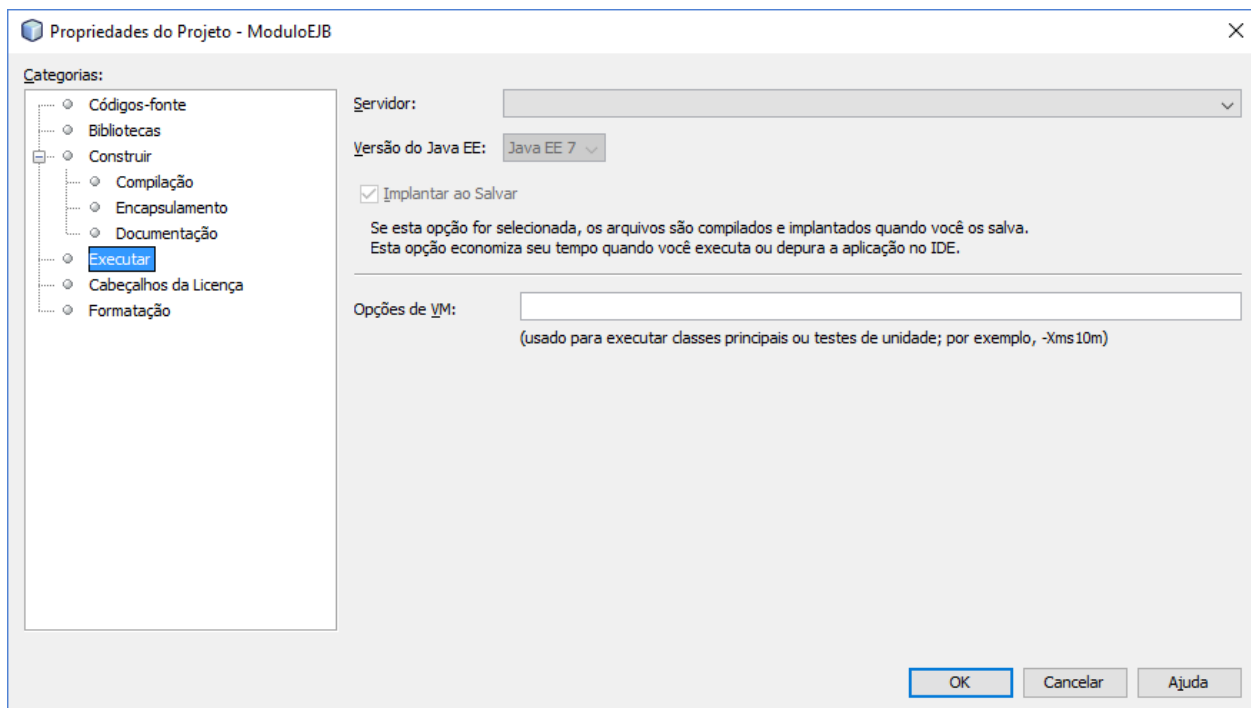 Propriedades do Projeto - ModuloEJB
Categorias:
Códigos-fonte
Bibliotecas
Construir
Compilação
Encapsulamento
Documentação
Executar
Cabeçalhos da Licença
Formatação
Servidor:
Versão do Java EE: Java EE 7
Implantar ao Salvar
Se esta opção for selecionada, os arquivos são compilados e implantados quando você os salva.
Esta opção economiza seu tempo quando você executa ou depura a aplicação no IDE.
Opções de VM:
(usado para executar classes principais ou testes de unidade; por exemplo, -Xms10m)
OK Cancelar Ajuda